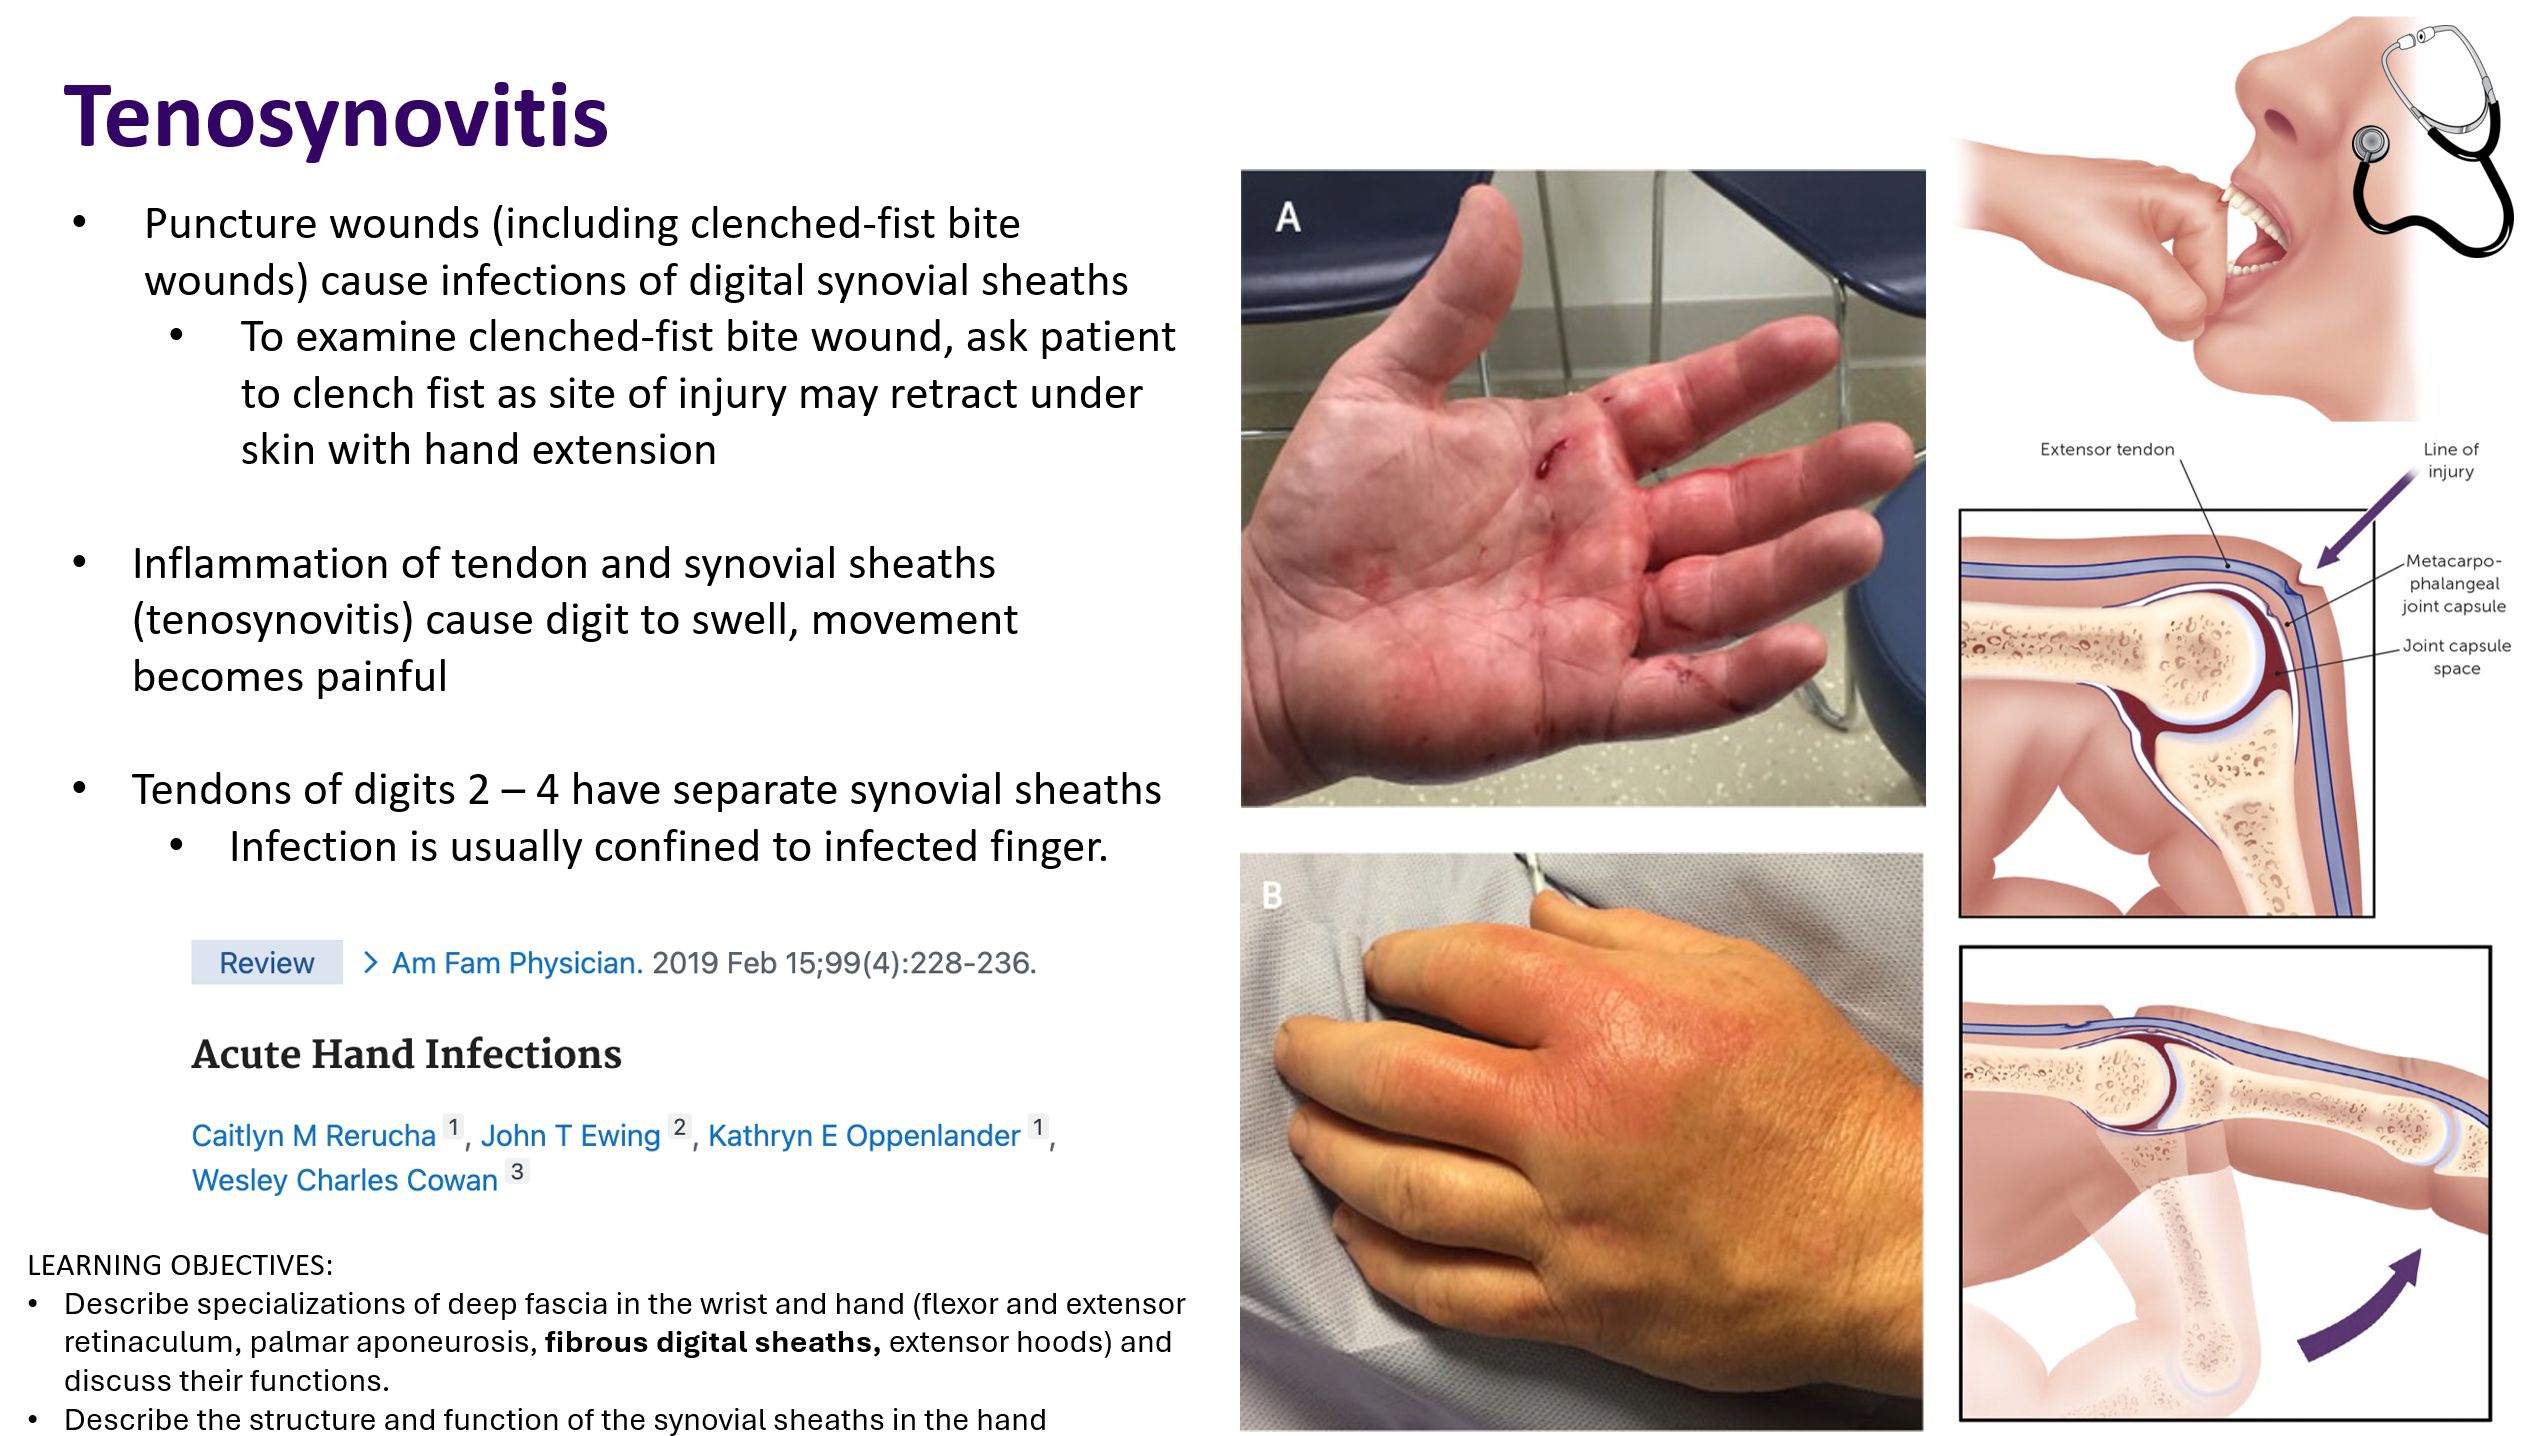 Tenosynovitis
• Puncture wounds (including clenched-fist bite
wounds) cause infections of digital synovial sheaths
• To examine clenched-fist bite wound, ask patient
to clench fist as site of injury may retract under
skin with hand extension
• Inflammation of tendon and synovial sheaths
(tenosynovitis) cause digit to swell, movement
becomes painful
• Tendons of digits 2 – 4 have separate synovial sheaths
• Infection is usually confined to infected finger.
Review > Am Fam Physician. 2019 Feb 15;99(4):228-236.
Acute Hand Infections
Caitlyn M Rerucha 1, John T Ewing 2, Kathryn E Oppenlander 1,
Wesley Charles Cowan 3
LEARNING OBJECTIVES:
• Describe specializations of deep fascia in the wrist and hand (flexor and extensor
retinaculum, palmar aponeurosis, fibrous digital sheaths, extensor hoods) and
discuss their functions.
• Describe the structure and function of the synovial sheaths in the hand
A
B
Extensor tendon
Line of
injury
Metacarpo-
phalangeal
joint capsule
Joint capsule
space